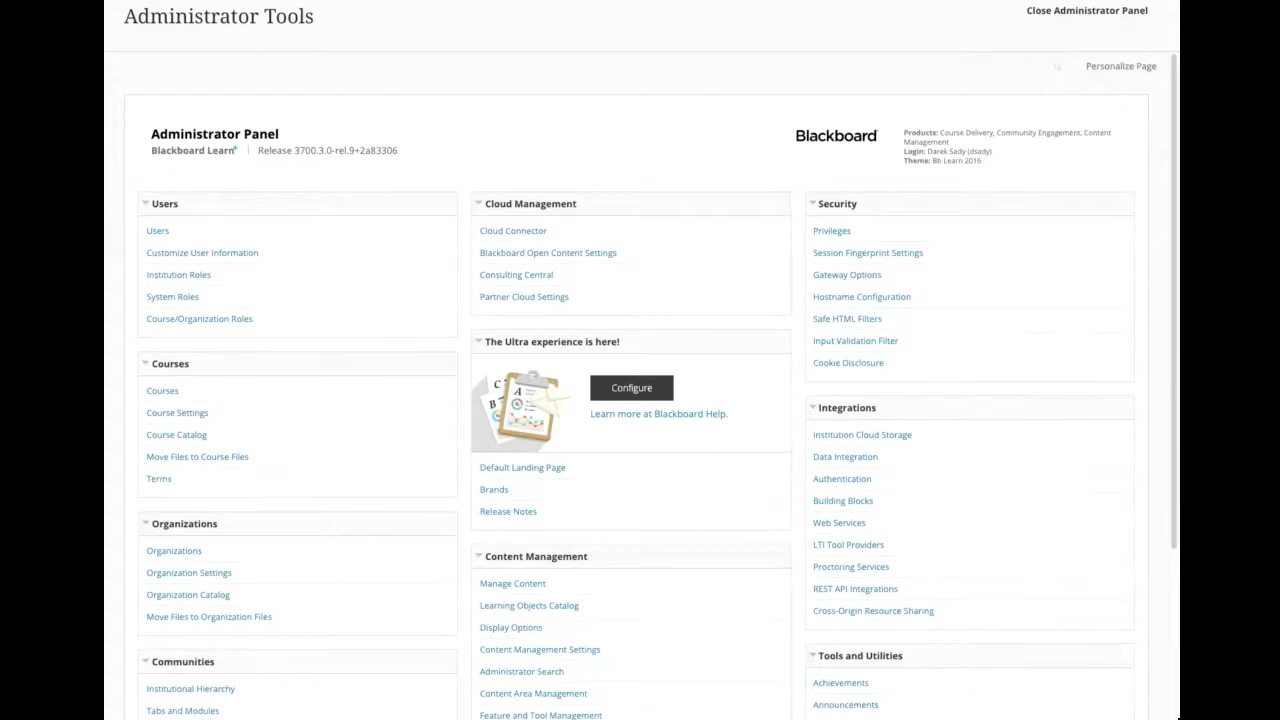 Administrator Tools
Close Administrator Panel
Personalize Page
Administrator Panel
Blackboard Learn+ | Release 3700.3.0-rel.9+2a83306
Blackboard
Products: Course Delivery, Community Engagement, Content
Management
Login: Darek Sady (dsady)
Theme: Bb Learn 2016
Users
Users
Customize User Information
Institution Roles
System Roles
Course/Organization Roles
Courses
Courses
Course Settings
Course Catalog
Move Files to Course Files
Terms
Organizations
Organizations
Organization Settings
Organization Catalog
Move Files to Organization Files
Communities
Institutional Hierarchy
Tabs and Modules
Cloud Management
Cloud Connector
Blackboard Open Content Settings
Consulting Central
Partner Cloud Settings
The Ultra experience is here!
C
A
B
Configure
Learn more at Blackboard Help.
Default Landing Page
Brands
Release Notes
Content Management
Manage Content
Learning Objects Catalog
Display Options
Content Management Settings
Administrator Search
Content Area Management
Feature and Tool Management
Security
Privileges
Session Fingerprint Settings
Gateway Options
Hostname Configuration
Safe HTML Filters
Input Validation Filter
Cookie Disclosure
Integrations
Institution Cloud Storage
Data Integration
Authentication
Building Blocks
Web Services
LTI Tool Providers
Proctoring Services
REST API Integrations
Cross-Origin Resource Sharing
Tools and Utilities
Achievements
Announcements